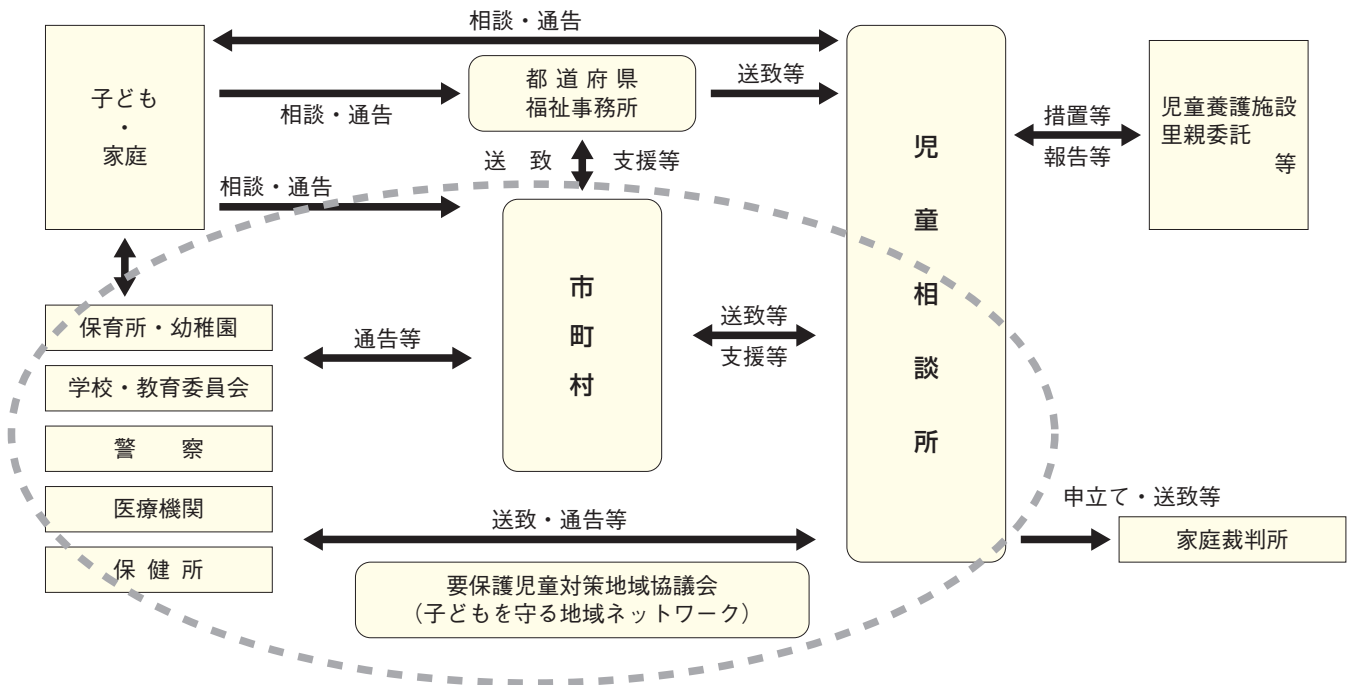 相談・通告
子ども
・
家庭
都道府県
福祉事務所
送致等
相談・通告
児童相談所
措置等
報告等
児童養護施設
里親委託
等
送 致
支援等
相談・通告
市町村
送致等
支援等
保育所・幼稚園
通告等
学校・教育委員会
警 察
医療機関
保健所
送致・通告等
申立て・送致等
家庭裁判所
要保護児童対策地域協議会
（子どもを守る地域ネットワーク）